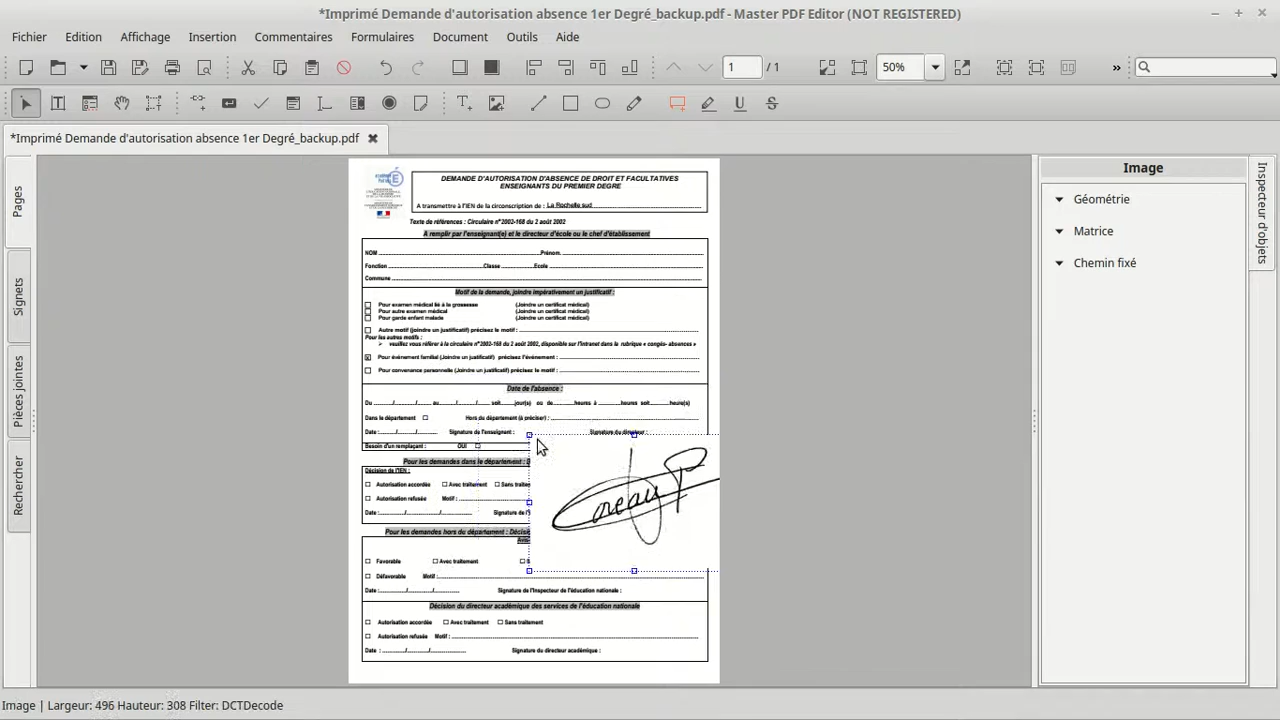 *Imprimé Demande d'autorisation absence 1er Degré_backup.pdf - Master PDF Editor (NOT REGISTERED)
Fichier Edition Affichage Insertion Commentaires Formulaires Document Outils Aide
1 / 1 50% »
*Imprimé Demande d'autorisation absence 1er Degré_backup.pdf
Pages
Signets
Pièces jointes
Rechercher
Image
Géométrie
Matrice
Chemin fixé
DEMANDE D'AUTORISATION D'ABSENCE DE DROIT ET FACULTATIVES
ENSEIGNANTS DU PREMIER DEGRE
A transmettre à l'IEN de la circonscription de : La Rochelle sud
Texte de références : Circulaire n°2002-168 du 2 août 2002
A remplir par l'enseignant(e) et le directeur d'école ou le chef d'établissement
NOM Prénom
Fonction Classe Ecole
Commune
Motif de la demande, joindre impérativement un justificatif :
Pour examen médical lié à la grossesse (Joindre un certificat médical)
Pour autre examen médical (Joindre un certificat médical)
Pour garde enfant malade (Joindre un certificat médical)
Autre motif (joindre un justificatif) précisez le motif :
Pour les autres motifs :
➢ veuillez vous référer à la circulaire n°2002-168 du 2 août 2002, disponible sur l'intranet dans la rubrique « congés- absences »
Pour évènement familial (Joindre un justificatif) précisez l'évènement :
Pour convenance personnelle (Joindre un justificatif) précisez le motif :
Date de l'absence :
Du ....../....../...... au....../....../...... soit......jour(s) ou de......heures à ......heures soit......heure(s)
Dans le département Hors du département (à préciser) :
Date : ....../....../...... Signature de l'enseignant : Signature du directeur :
Besoin d'un remplaçant : OUI
Pour les demandes dans le département : D
Décision de l'IEN :
Autorisation accordée Avec traitement Sans traite
Autorisation refusée Motif :
Date : ....../....../...... Signature de l'I
Pour les demandes hors du département : Décisi
Avis
Favorable Avec traitement S
Défavorable Motif :
Date : ....../....../...... Signature de l'Inspecteur de l'éducation nationale :
Décision du directeur académique des services de l'éducation nationale
Autorisation accordée Avec traitement Sans traitement
Autorisation refusée Motif :
Date : ....../....../...... Signature du directeur académique :
Image | Largeur: 496 Hauteur: 308 Filter: DCTDecode